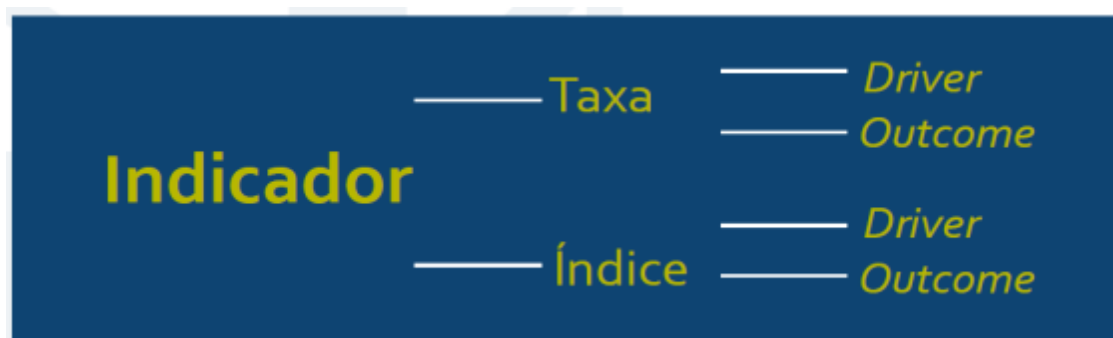 Indicador
Taxa
Driver
Outcome
Índice
Driver
Outcome